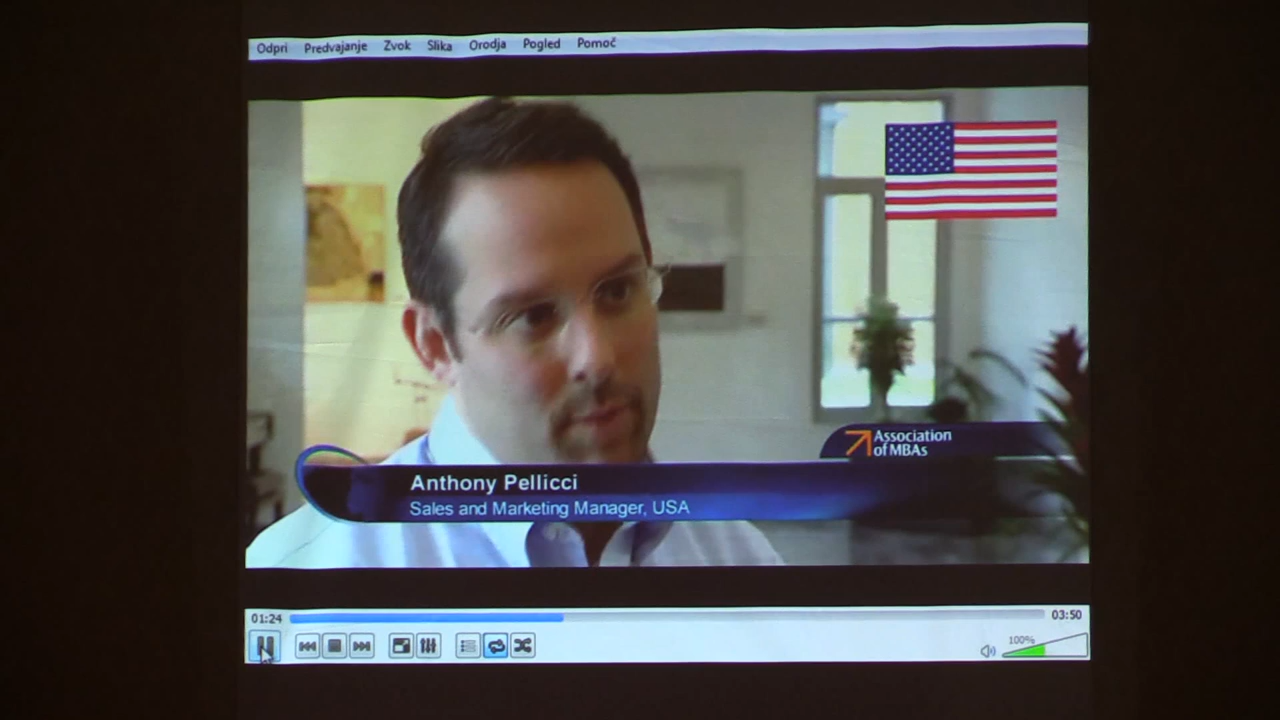 Odpri Predvajanje Zvok Slika Orodja Pogled Pomoč
Association
of MBAs
Anthony Pellicci
Sales and Marketing Manager, USA
01:24
03:50
100%